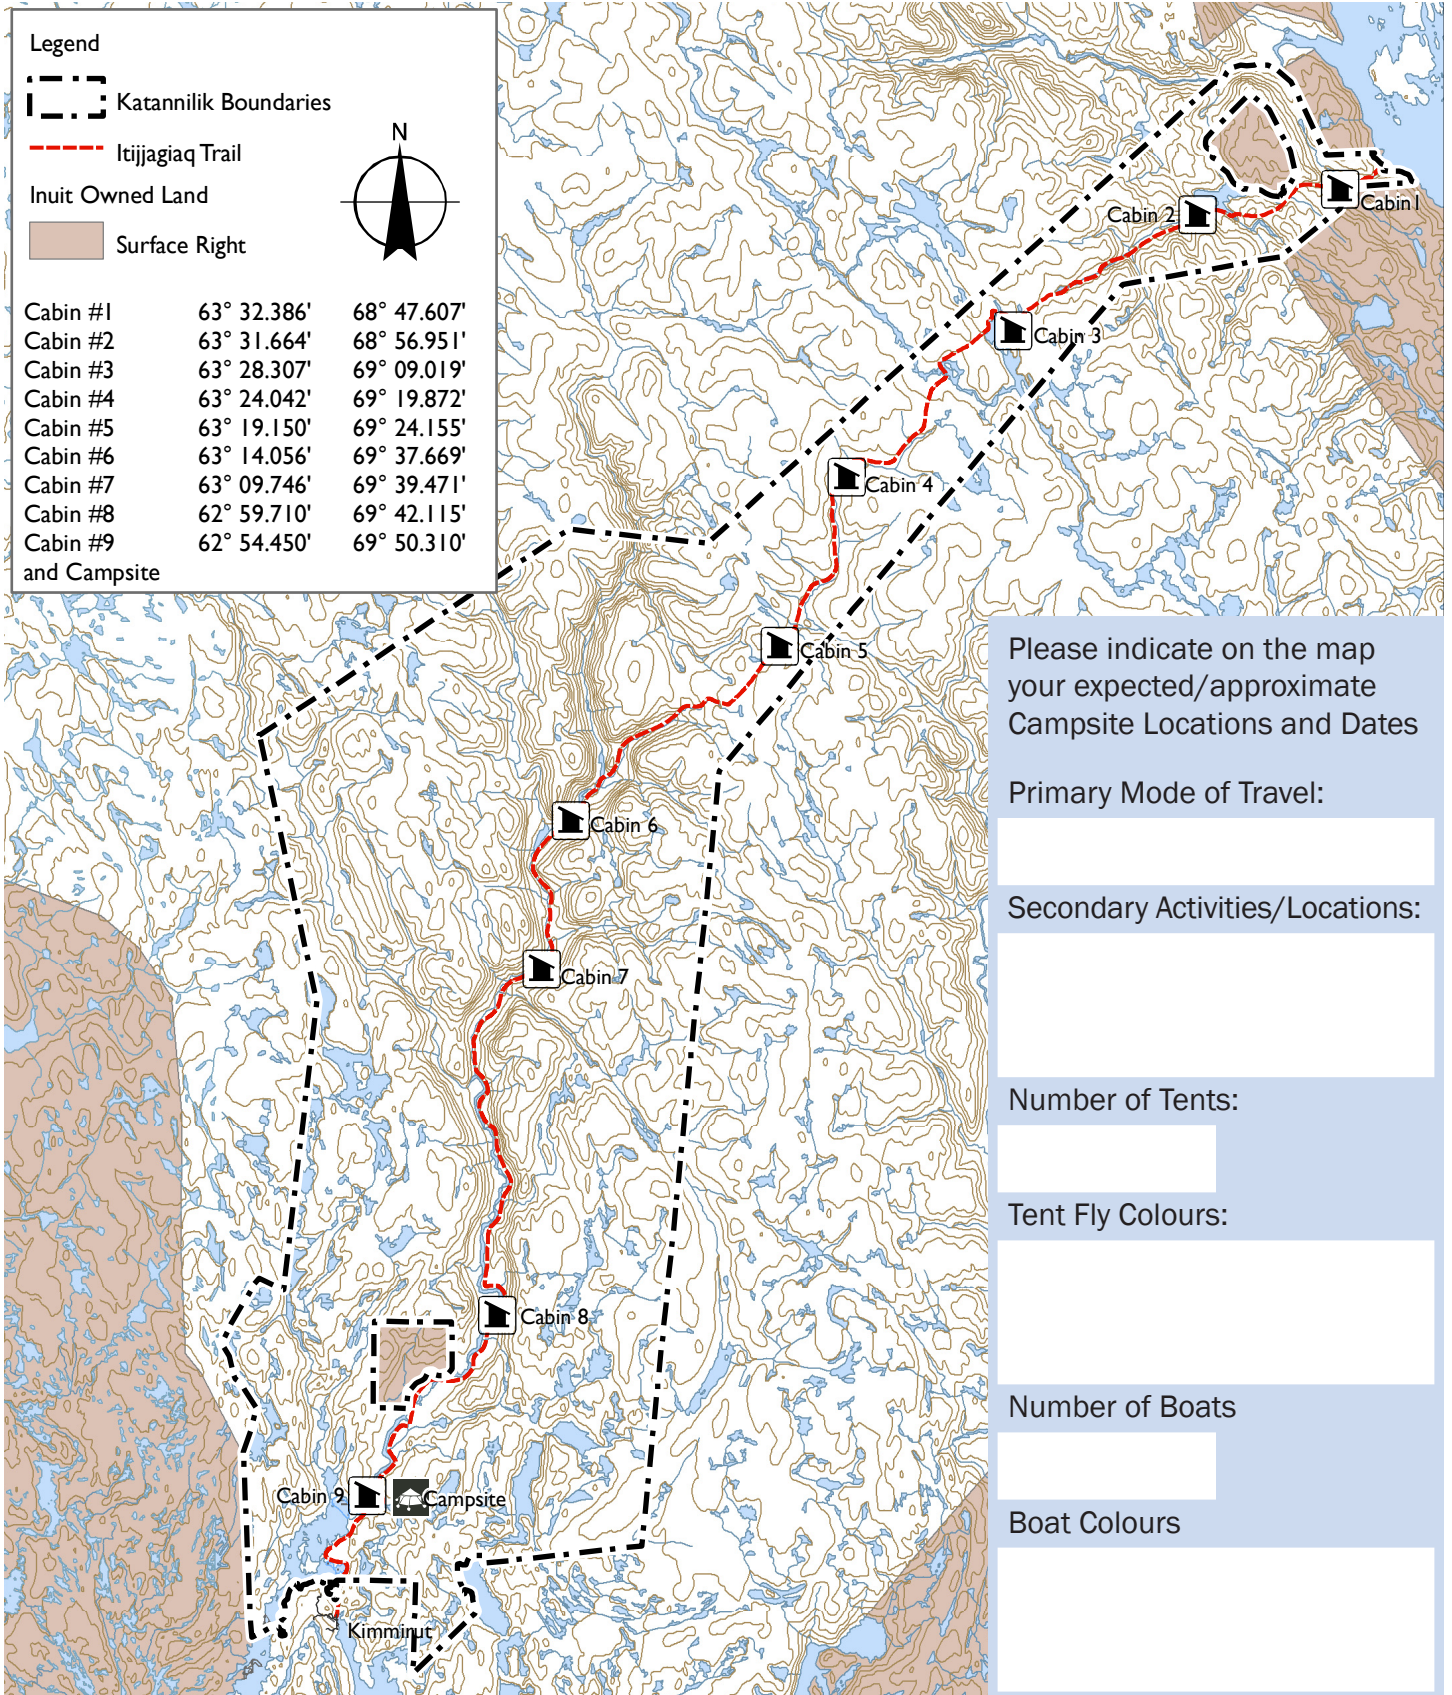 Legend
Katannilik Boundaries
Itijjagiaq Trail
Inuit Owned Land
Surface Right
N
Cabin #1 63° 32.386' 68° 47.607'
Cabin #2 63° 31.664' 68° 56.951'
Cabin #3 63° 28.307' 69° 09.019'
Cabin #4 63° 24.042' 69° 19.872'
Cabin #5 63° 19.150' 69° 24.155'
Cabin #6 63° 14.056' 69° 37.669'
Cabin #7 63° 09.746' 69° 39.471'
Cabin #8 62° 59.710' 69° 42.115'
Cabin #9 62° 54.450' 69° 50.310'
and Campsite
Cabin1
Cabin 2
Cabin 3
Cabin 4
Cabin 5
Cabin 6
Cabin 7
Cabin 8
Cabin 9
Campsite
Kimmirut
Please indicate on the map
your expected/approximate
Campsite Locations and Dates
Primary Mode of Travel:
Secondary Activities/Locations:
Number of Tents:
Tent Fly Colours:
Number of Boats
Boat Colours